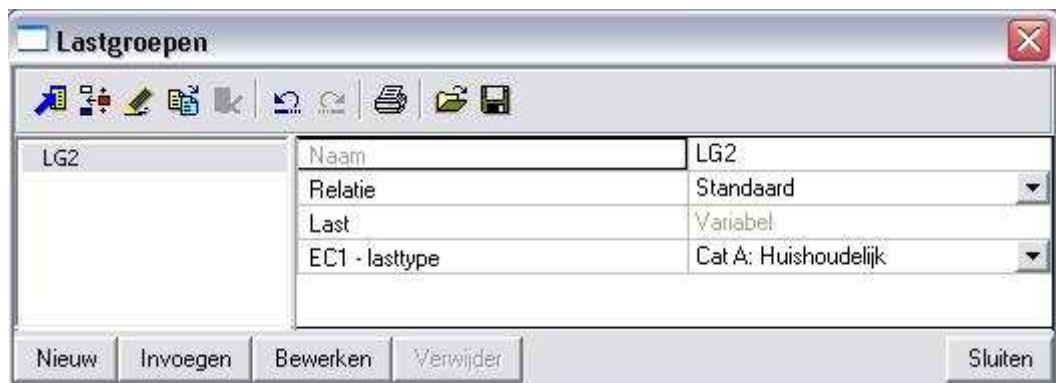 Lastgroepen
LG2
Naam LG2
Relatie Standaard
Last Variabel
EC1 - lasttype Cat A: Huishoudelijk
Nieuw Invoegen Bewerken Verwijder Sluiten